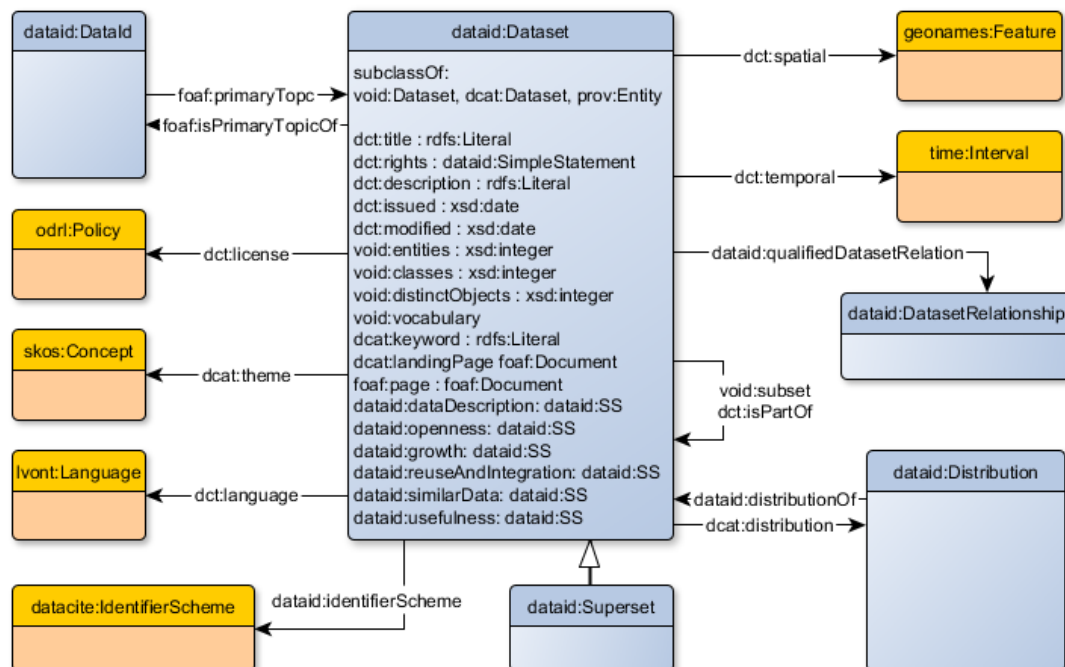 dataid:DataId
dataid:Dataset
geonames:Feature
subclassOf:
void:Dataset, dcat:Dataset, prov:Entity
dct:spatial
foaf:primaryTopc
foaf:isPrimaryTopicOf
dct:title : rdfs:Literal
dct:rights : dataid:SimpleStatement
dct:description : rdfs:Literal
dct:issued : xsd:date
dct:modified : xsd:date
void:entities : xsd:integer
void:classes : xsd:integer
void:distinctObjects : xsd:integer
void:vocabulary
dcat:keyword : rdfs:Literal
dcat:landingPage foaf:Document
foaf:page : foaf:Document
dataid:dataDescription: dataid:SS
dataid:openness: dataid:SS
dataid:growth: dataid:SS
dataid:reuseAndIntegration: dataid:SS
dataid:similarData: dataid:SS
dataid:usefulness: dataid:SS
time:Interval
dct:temporal
odrl:Policy
dct:license
dataid:qualifiedDatasetRelation
dataid:DatasetRelationship
skos:Concept
dcat:theme
void:subset
dct:isPartOf
lvont:Language
dct:language
dataid:Distribution
dataid:distributionOf
dcat:distribution
datacite:IdentifierScheme
dataid:identifierScheme
dataid:Superset